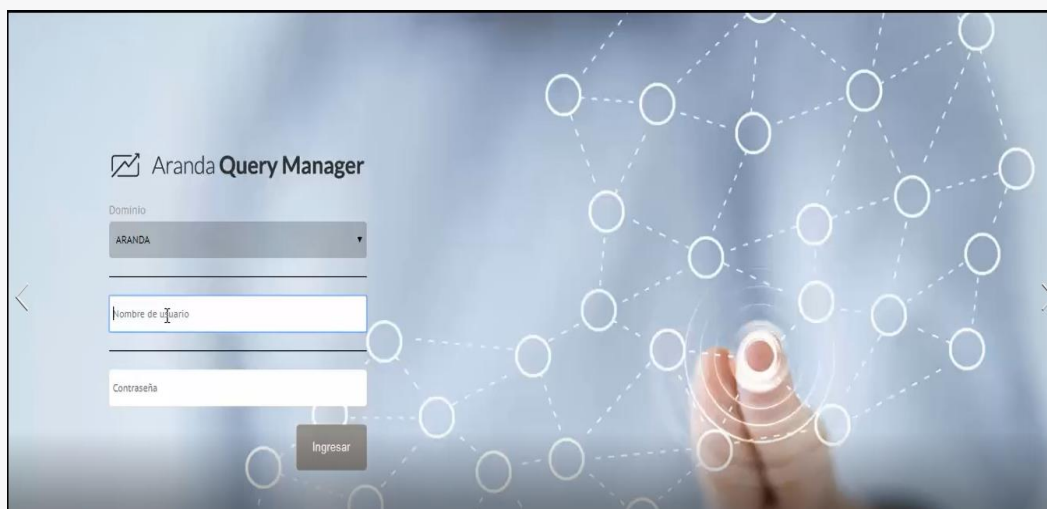 Aranda Query Manager
Dominio
ARANDA
Nombre de usuario
Contraseña
Ingresar